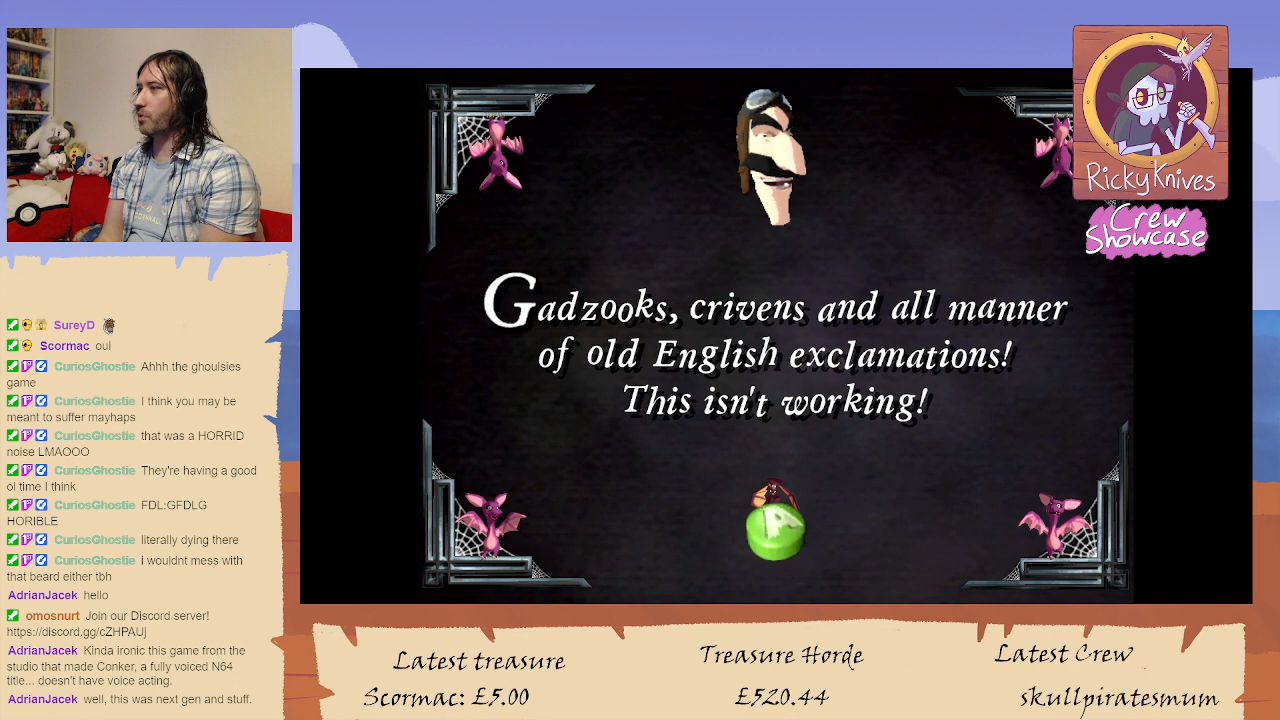 SureyD
Scormac oui
CuriosGhostie Ahhh the ghoulsies
game
CuriosGhostie I think you may be
meant to suffer mayhaps
CuriosGhostie that was a HORRID
noise LMAOOO
CuriosGhostie They're having a good
ol time I think
CuriosGhostie FDL:GFDLG
HORIBLE
CuriosGhostie literally dying there
CuriosGhostie i wouldnt mess with
that beard either tbh
AdrianJacek hello
omosnurt Join our Discord server!
https://discord.gg/cZHPAUj
AdrianJacek Kinda ironic this game from the
studio that made Conker, a fully voiced N64
title... doesn't have voice acting.
AdrianJacek well, this was next gen and stuff.
Gadzooks, crivens and all manner
of old English exclamations!
This isn't working!
A
RickyKnives
Crew
Showcase
Latest treasure
Scormac: £5.00
Treasure Horde
£520.44
Latest Crew
skullpiratesmum